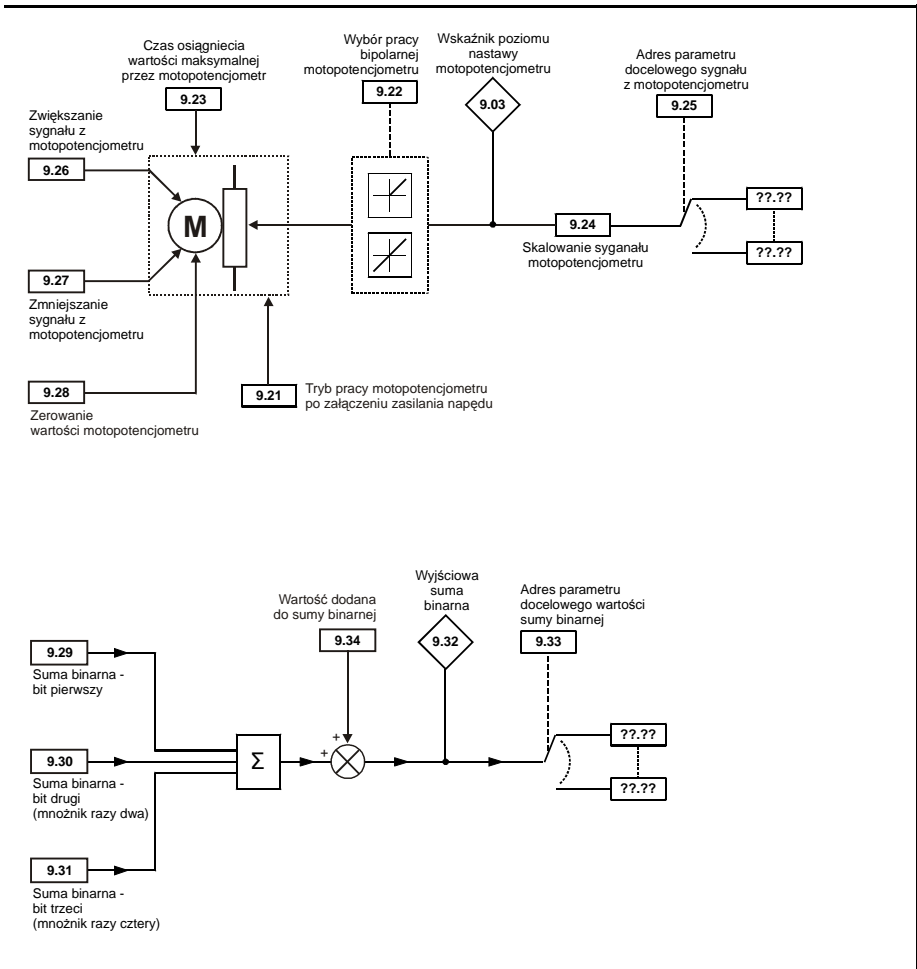 Czas osiągniecia
wartości maksymalnej
przez motopotencjometr
9.23
Wybór pracy
bipolarnej
motopotencjometru
9.22
Wskaźnik poziomu
nastawy
motopotencjometru
9.03
Adres parametru
docelowego sygnału
z motopotencjometru
9.25
Zwiększanie
sygnału z
motopotencjometru
9.26
M
9.24
Skalowanie syganału
motopotencjometru
??.??
??.??
9.27
Zmniejszanie
sygnału z
motopotencjometru
9.28
Zerowanie
wartości motopotencjometru
9.21
Tryb pracy motopotencjometru
po załączeniu zasilania napędu
Wartość dodana
do sumy binarnej
9.34
Wyjściowa
suma
binarna
9.32
Adres parametru
docelowego wartości
sumy binarnej
9.33
9.29
Suma binarna -
bit pierwszy
9.30
Suma binarna -
bit drugi
(mnożnik razy dwa)
Σ
+
+
??.??
??.??
9.31
Suma binarna -
bit trzeci
(mnożnik razy cztery)